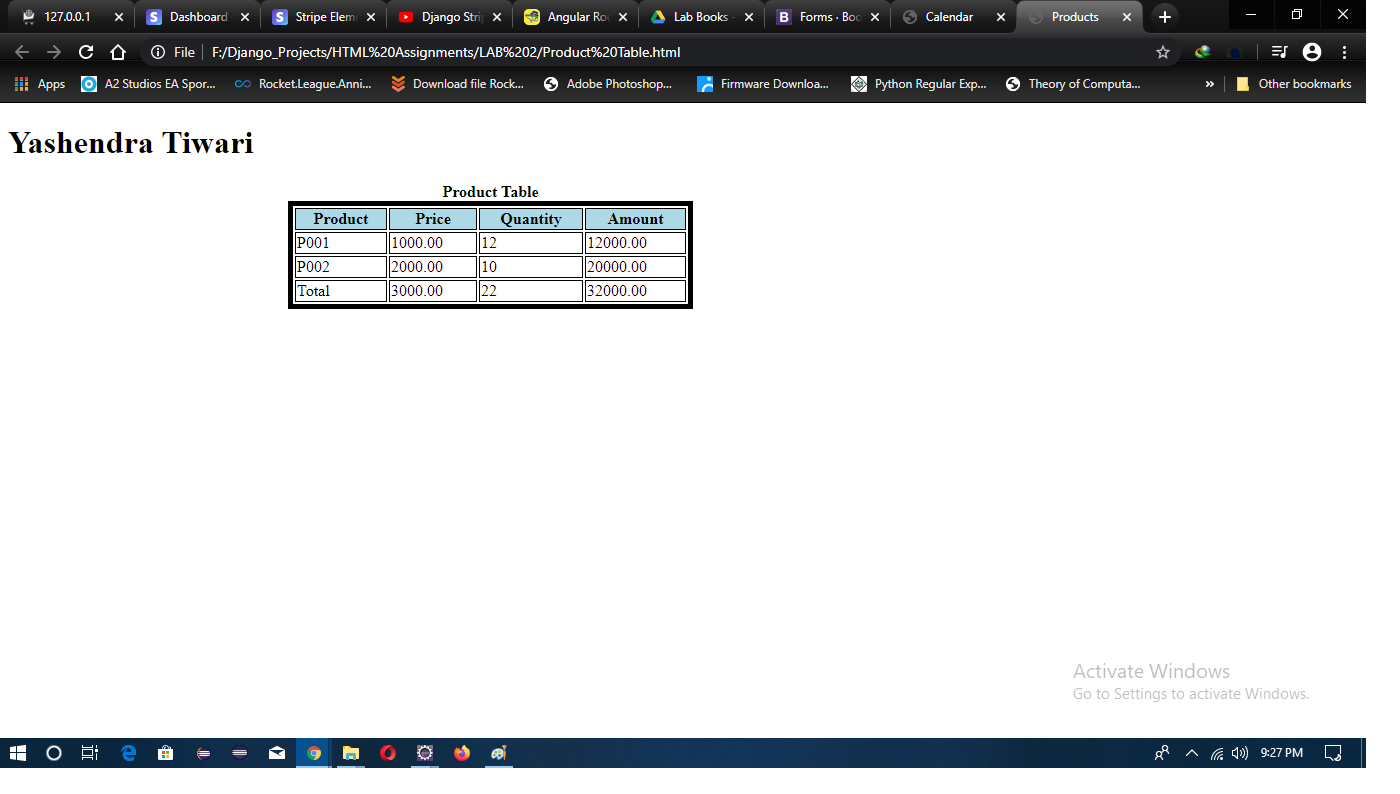 127.0.0.1 Dashboard Stripe Elem Django Stri Angular Ro Lab Books - Forms · Boo Calendar Products
File F:/Django_Projects/HTML%20Assignments/LAB%202/Product%20Table.html
Apps A2 Studios EA Spor... Rocket.League.Anni... Download file Rock... Adobe Photoshop... Firmware Downloa... Python Regular Exp... Theory of Computa... » Other bookmarks
Yashendra Tiwari
Product Table
Product Price Quantity Amount
P001 1000.00 12 12000.00
P002 2000.00 10 20000.00
Total 3000.00 22 32000.00
Activate Windows
Go to Settings to activate Windows.
9:27 PM